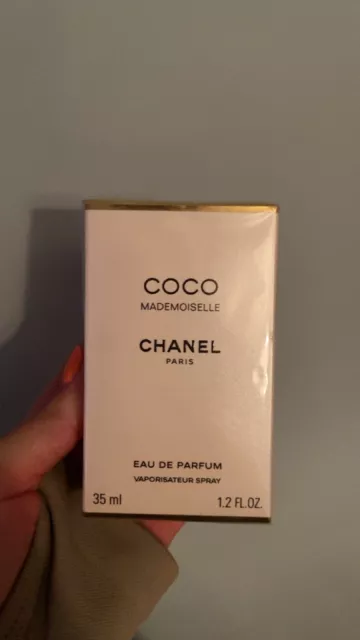 COCO
MADEMOISELLE
CHANEL
PARIS
EAU DE PARFUM
VAPORISATEUR SPRAY
35 ml 1.2 FL.OZ.